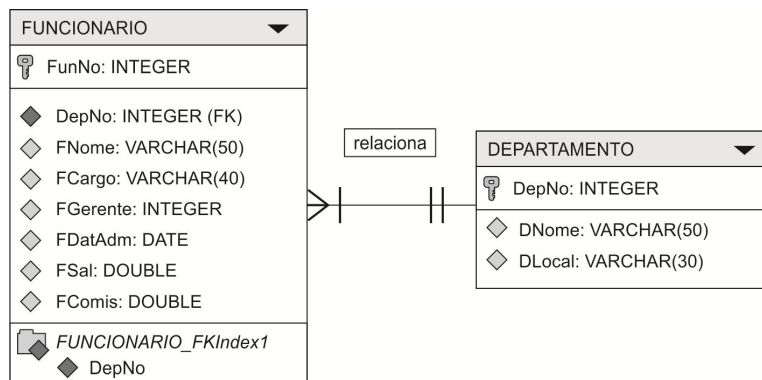 FUNCIONARIO
FunNo: INTEGER
DepNo: INTEGER (FK)
FNome: VARCHAR(50)
FCargo: VARCHAR(40)
FGerente: INTEGER
FDatAdm: DATE
FSal: DOUBLE
FComis: DOUBLE
FUNCIONARIO_FKIndex1
DepNo
relaciona
DEPARTAMENTO
DepNo: INTEGER
DNome: VARCHAR(50)
DLocal: VARCHAR(30)